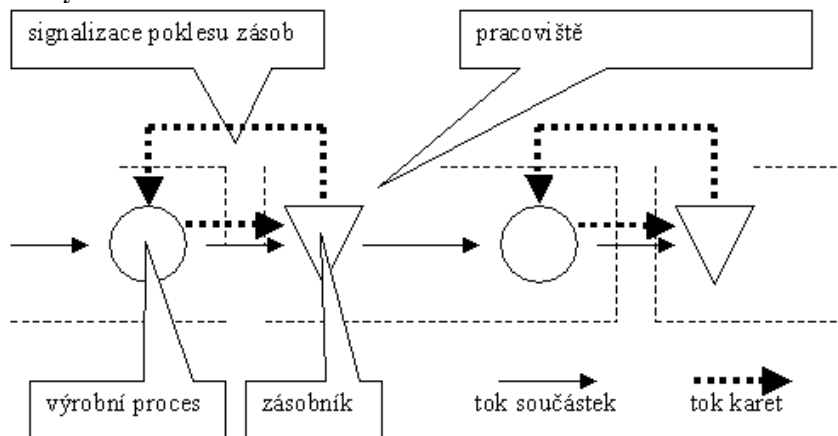 signalizace poklesu zásob
pracoviště
výrobní proces
zásobník
tok součástek
tok karet